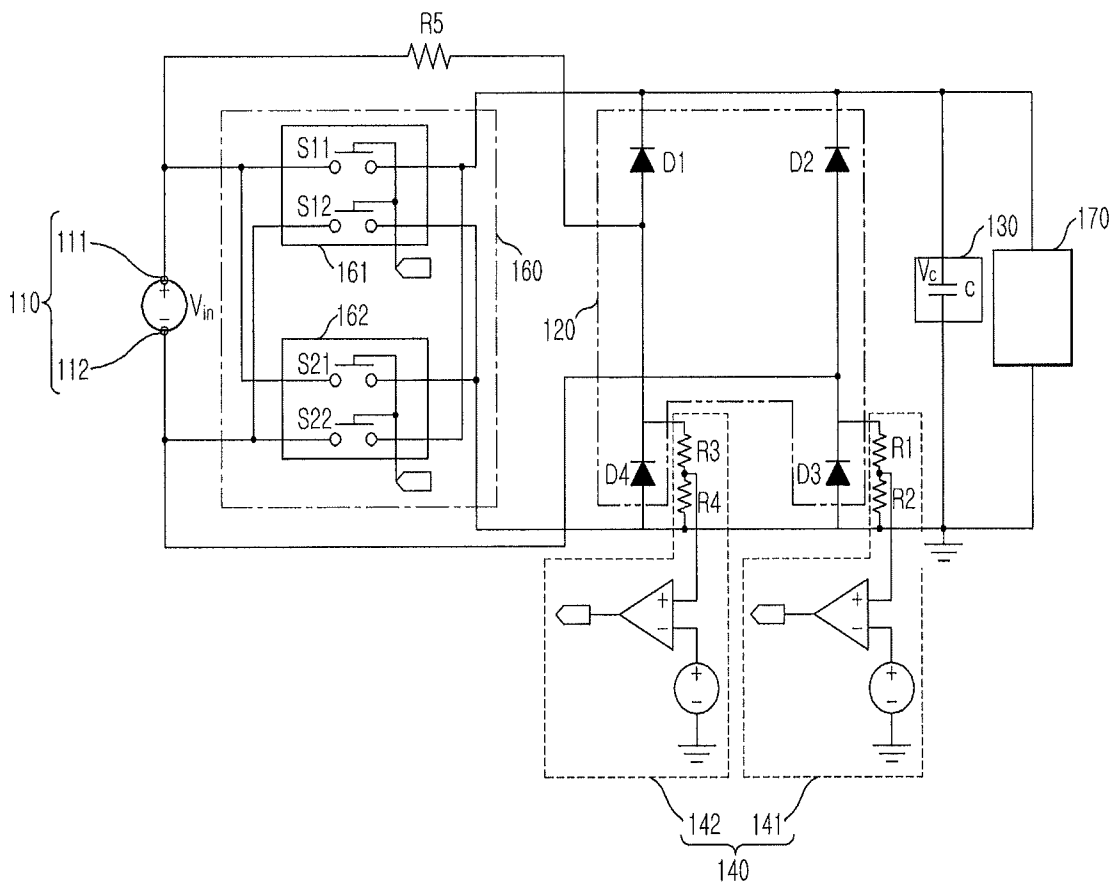 R5
S11
S12
161
160
111
110
+
−
Vin
112
162
S21
S22
D1
D2
120
130
Vc
C
170
D4
R3
R4
D3
R1
R2
+
−
+
−
+
−
+
−
142
141
140